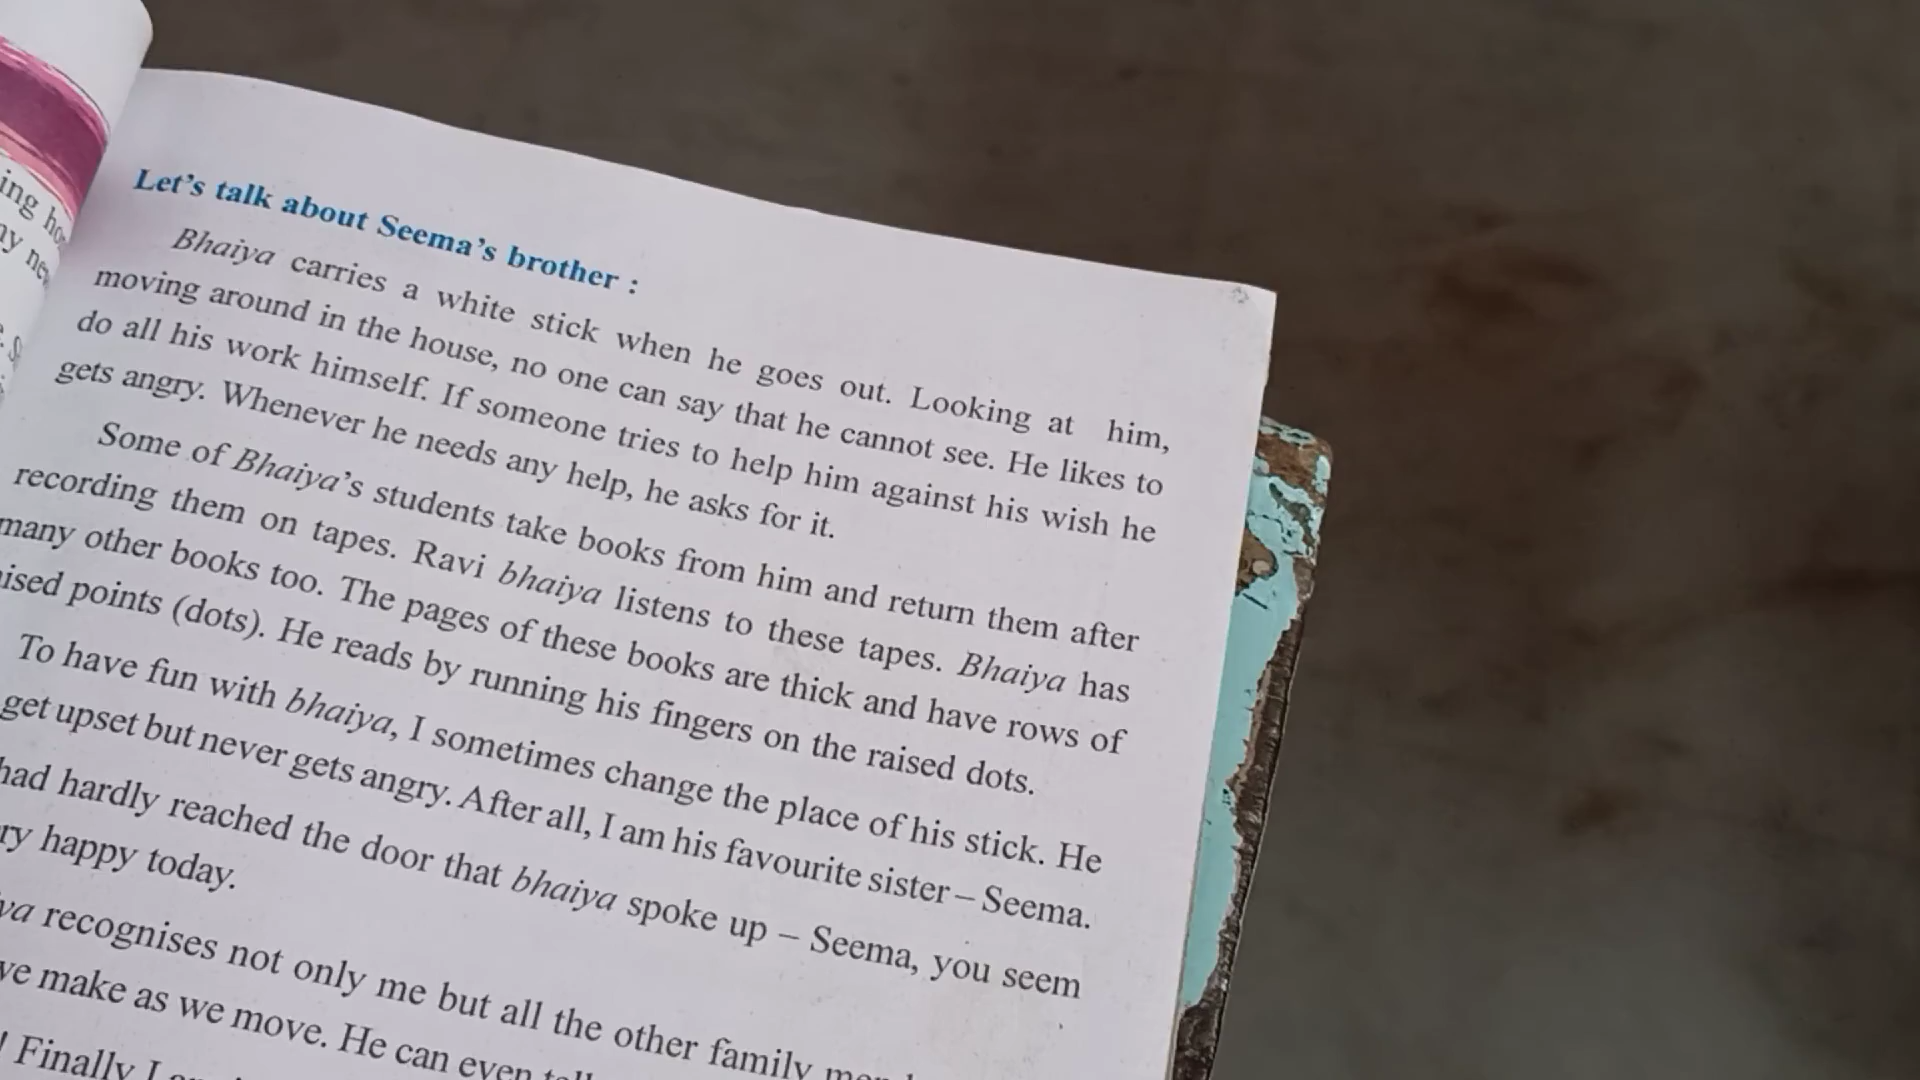 Let's talk about Seema's brother :
Bhaiya carries a white stick when he goes out. Looking at him,
moving around in the house, no one can say that he cannot see. He likes to
do all his work himself. If someone tries to help him against his wish he
gets angry. Whenever he needs any help, he asks for it.
Some of Bhaiya's students take books from him and return them after
recording them on tapes. Ravi bhaiya listens to these tapes. Bhaiya has
many other books too. The pages of these books are thick and have rows of
points (dots). He reads by running his fingers on the raised dots.
To have fun with bhaiya, I sometimes change the place of his stick. He
get upset but never gets angry. After all, I am his favourite sister – Seema.
had hardly reached the door that bhaiya spoke up – Seema, you seem
happy today.
recognises not only me but all the other family
make as we move. He can even
Finally I